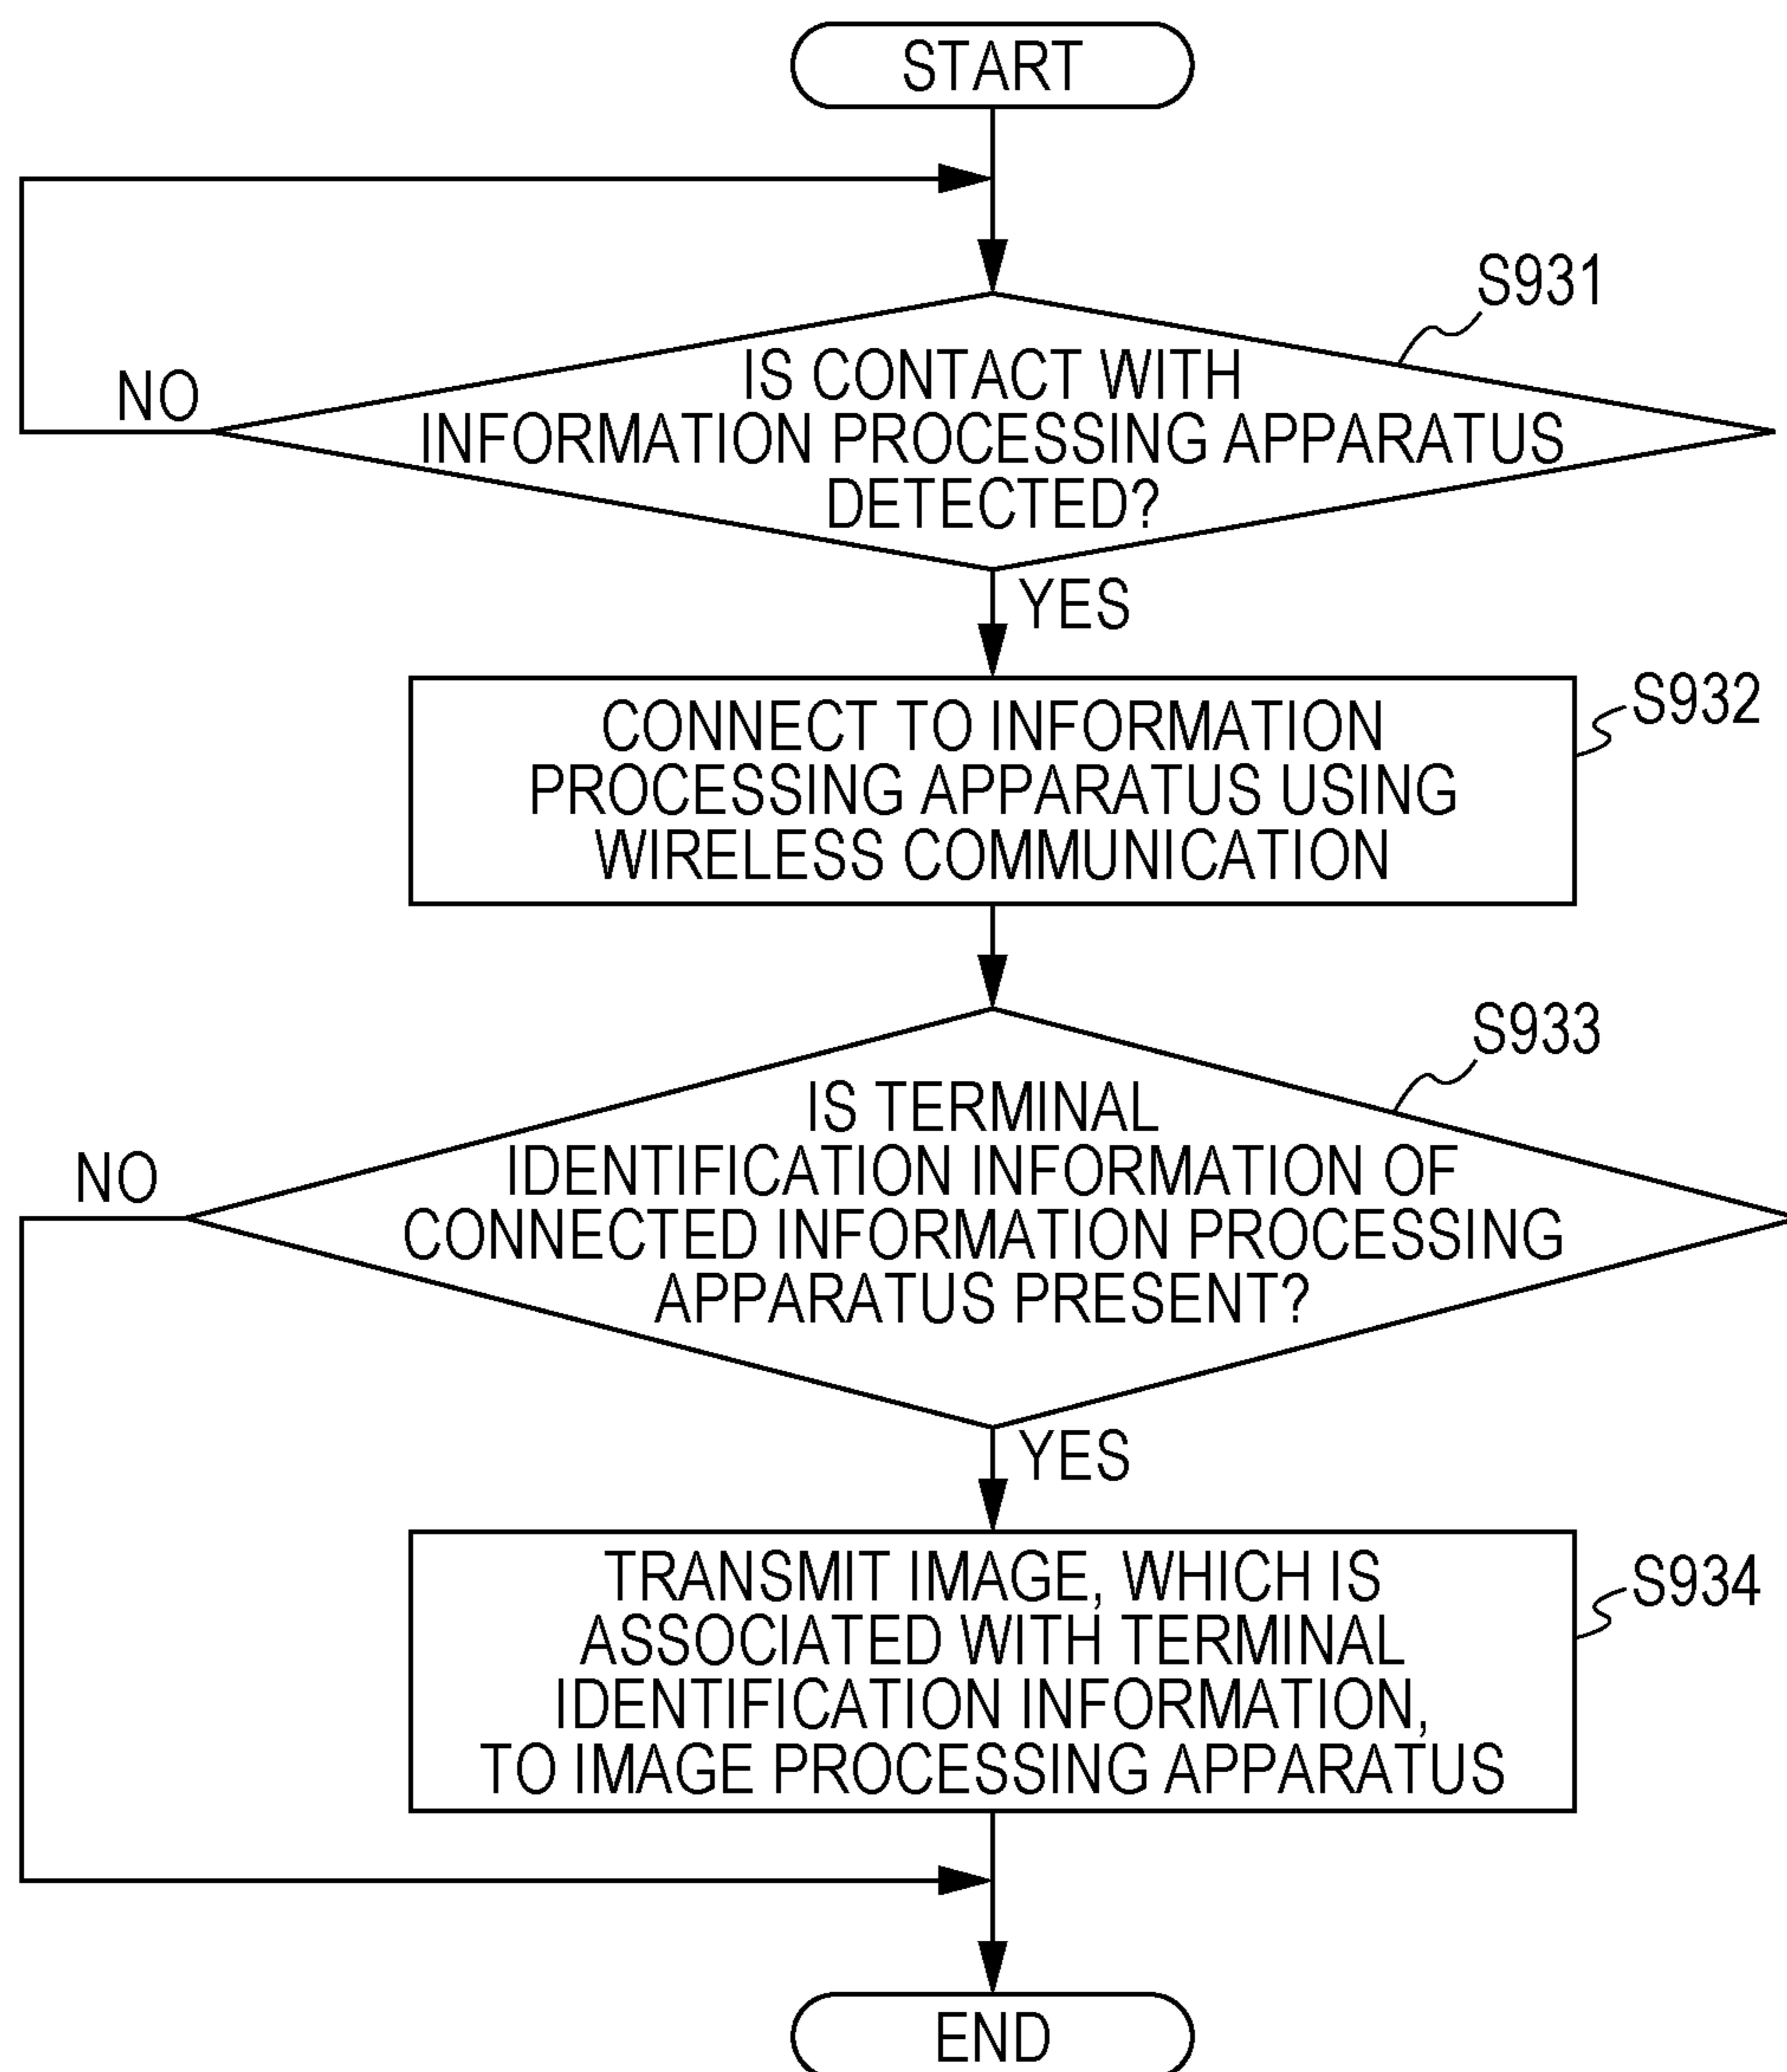 START
S931
IS CONTACT WITH
INFORMATION PROCESSING APPARATUS
DETECTED?
NO
YES
S932
CONNECT TO INFORMATION
PROCESSING APPARATUS USING
WIRELESS COMMUNICATION
S933
IS TERMINAL
IDENTIFICATION INFORMATION OF
CONNECTED INFORMATION PROCESSING
APPARATUS PRESENT?
NO
YES
S934
TRANSMIT IMAGE, WHICH IS
ASSOCIATED WITH TERMINAL
IDENTIFICATION INFORMATION,
TO IMAGE PROCESSING APPARATUS
END